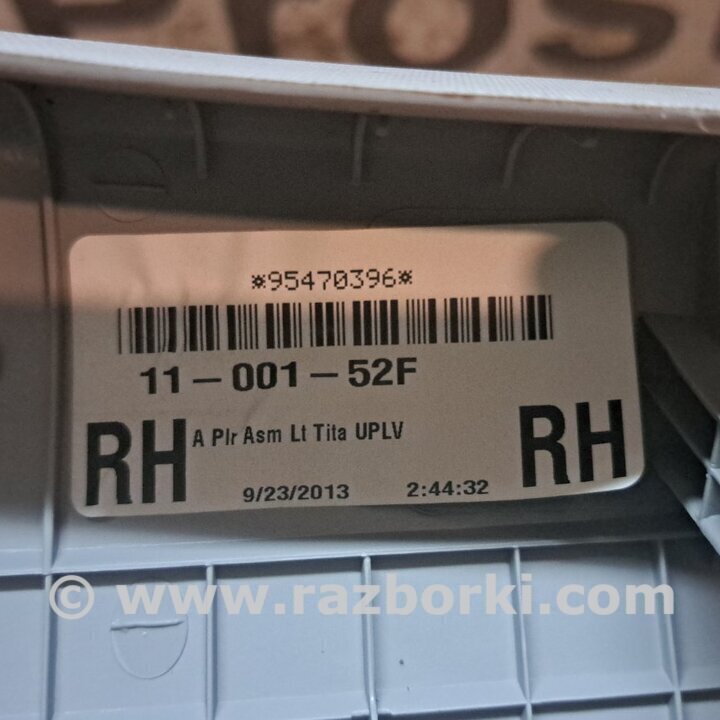 *95470396*
11-001-52F
RH A Plr Asm Lt Tita UPLV RH
9/23/2013 2:44:32
© www.razborki.com